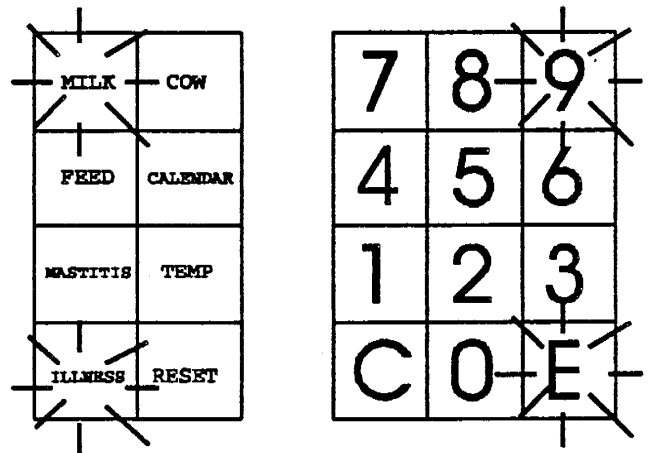 MILK COW 7 8 9
FEED CALENDAR 4 5 6
MASTITIS TEMP 1 2 3
ILLNESS RESET C 0 E